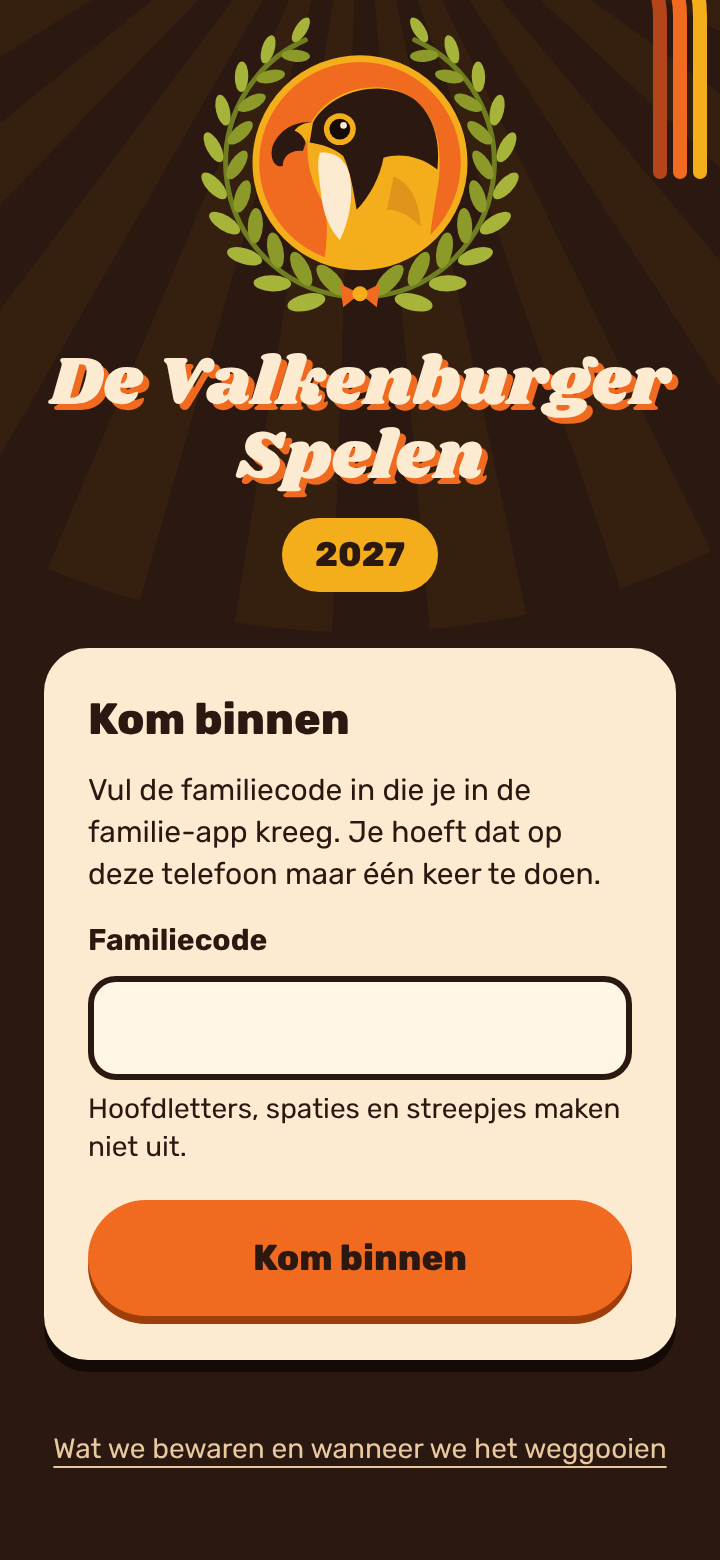 De Valkenburger
Spelen
2027
Kom binnen
Vul de familiecode in die je in de
familie-app kreeg. Je hoeft dat op
deze telefoon maar één keer te doen.
Familiecode
Hoofdletters, spaties en streepjes maken
niet uit.
Kom binnen
Wat we bewaren en wanneer we het weggooien